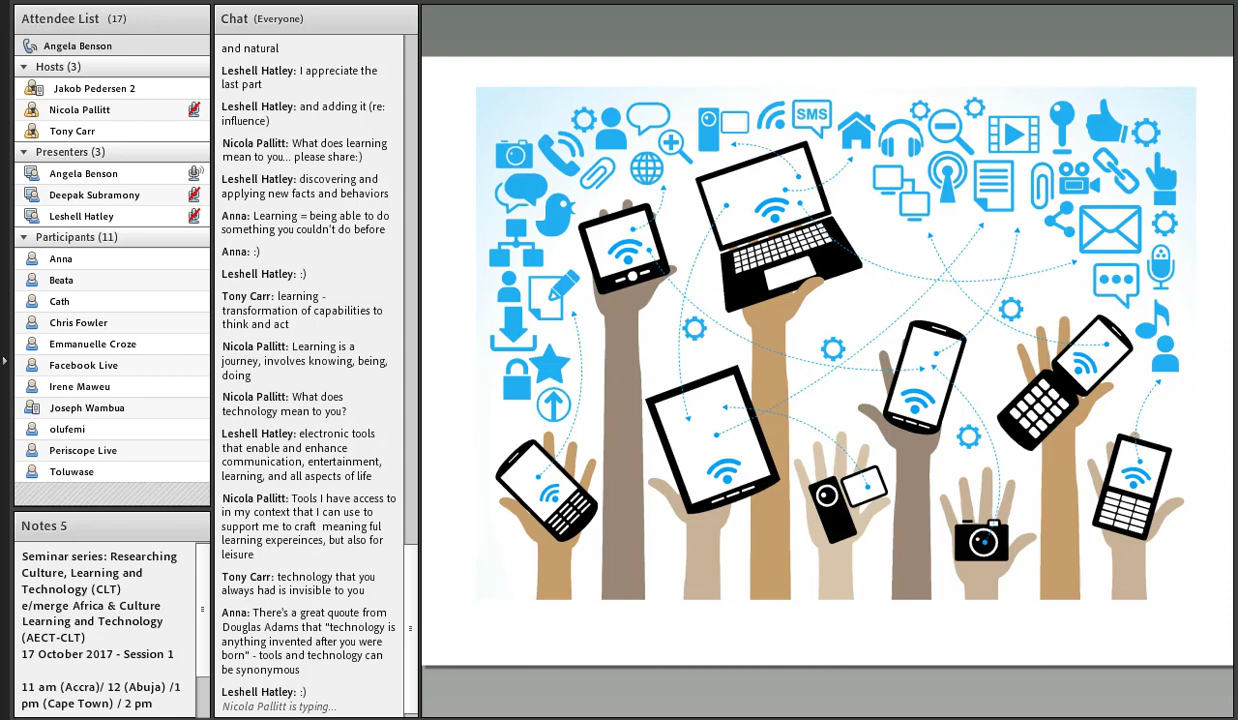 Attendee List (17)
Angela Benson
Hosts (3)
Jakob Pedersen 2
Nicola Pallitt
Tony Carr
Presenters (3)
Angela Benson
Deepak Subramony
Leshell Hatley
Participants (11)
Anna
Beata
Cath
Chris Fowler
Emmanuelle Croze
Facebook Live
Irene Maweu
Joseph Wambua
olufemi
Periscope Live
Toluwase
Notes 5
Seminar series: Researching
Culture, Learning and
Technology (CLT)
e/merge Africa & Culture
Learning and Technology
(AECT-CLT)
17 October 2017 - Session 1
11 am (Accra)/ 12 (Abuja) /1
pm (Cape Town) / 2 pm
Chat (Everyone)
and natural
Leshell Hatley: I appreciate the
last part
Leshell Hatley: and adding it (re:
influence)
Nicola Pallitt: What does learning
mean to you... please share:)
Leshell Hatley: discovering and
applying new facts and behaviors
Anna: Learning = being able to do
something you couldn't do before
Anna: :)
Leshell Hatley: :)
Tony Carr: learning -
transformation of capabilities to
think and act
Nicola Pallitt: Learning is a
journey, involves knowing, being,
doing
Nicola Pallitt: What does
technology mean to you?
Leshell Hatley: electronic tools
that enable and enhance
communication, entertainment,
learning, and all aspects of life
Nicola Pallitt: Tools I have access to
in my context that I can use to
support me to craft meaning ful
learning expereinces, but also for
leisure
Tony Carr: technology that you
always had is invisible to you
Anna: There's a great quoute from
Douglas Adams that "technology is
anything invented after you were
born" - tools and technology can
be synonymous
Leshell Hatley: :)
Nicola Pallitt is typing...
SMS